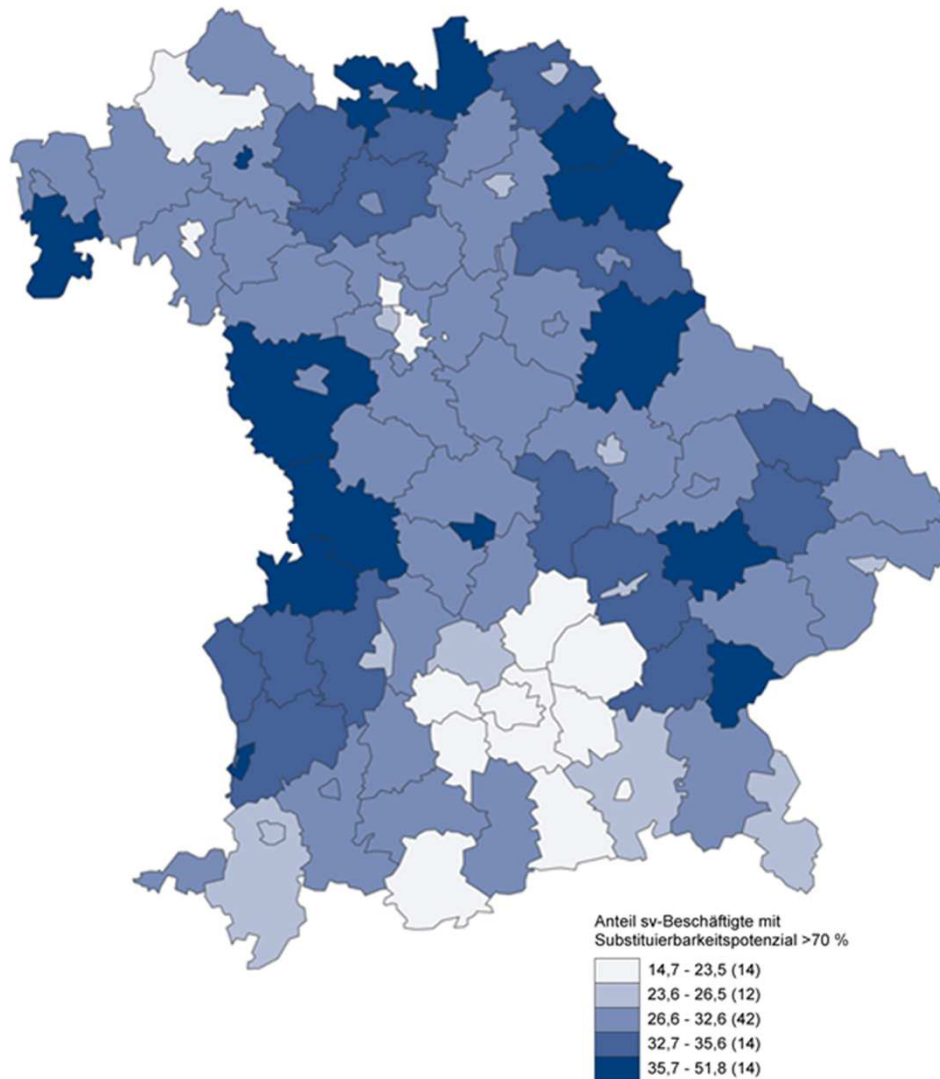 Anteil sv-Beschäftigte mit
Substituierbarkeitspotenzial >70 %
14,7 - 23,5 (14)
23,6 - 26,5 (12)
26,6 - 32,6 (42)
32,7 - 35,6 (14)
35,7 - 51,8 (14)